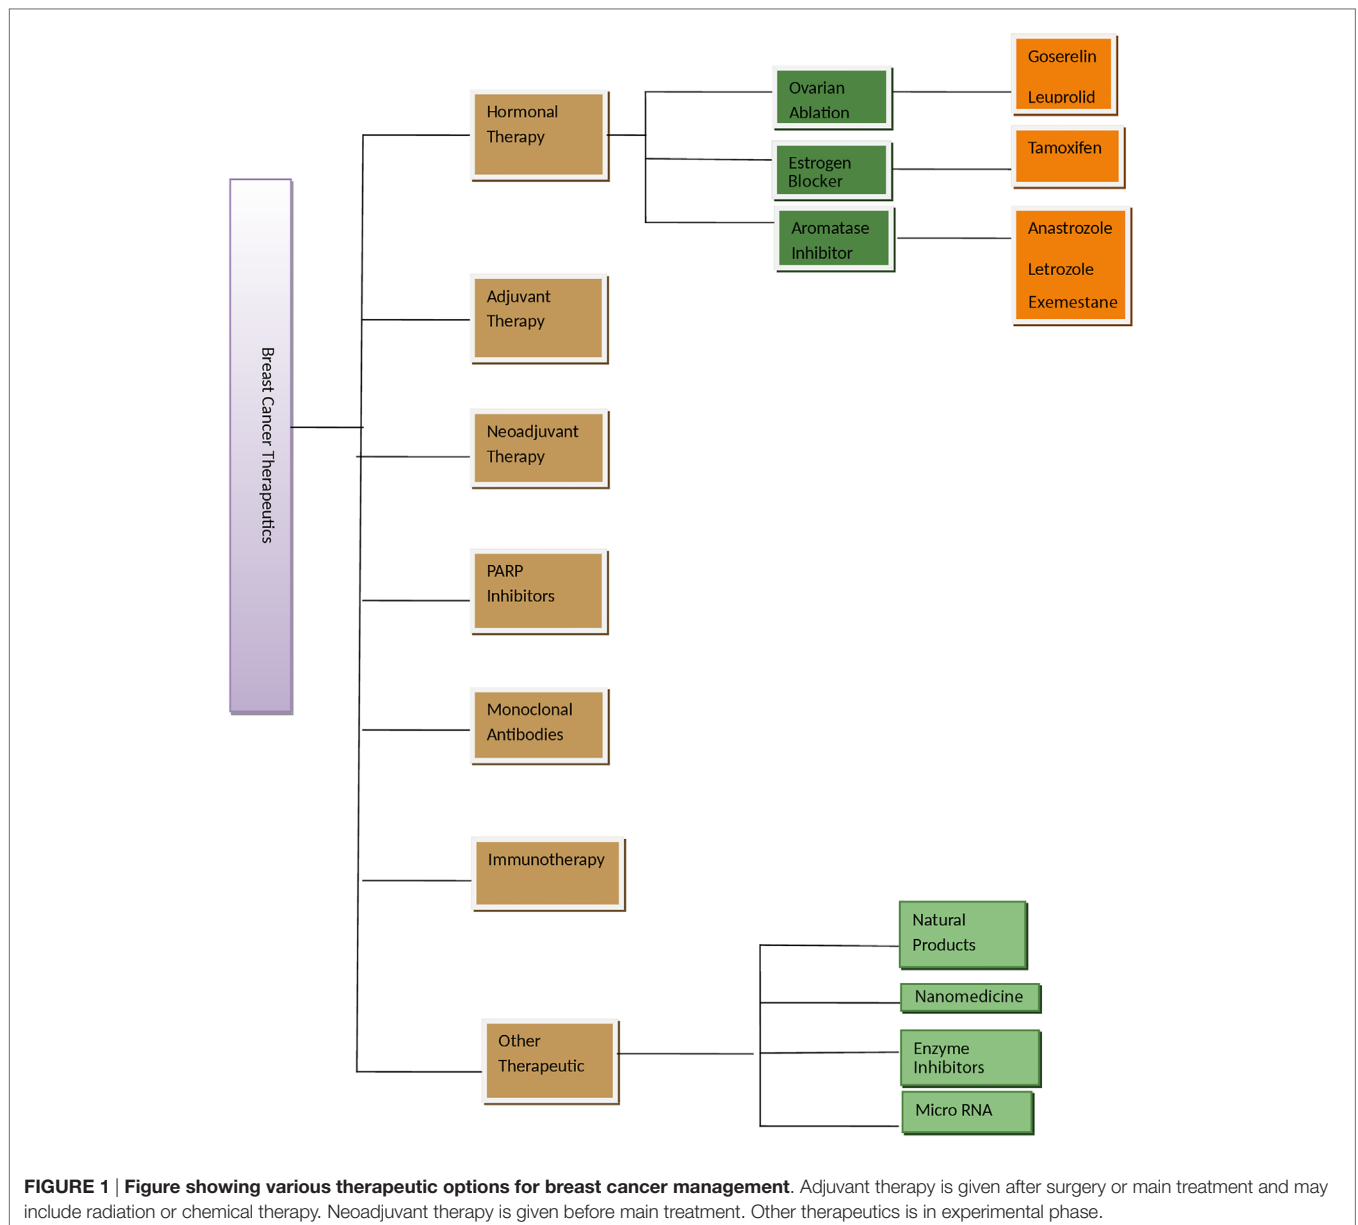 Breast Cancer Therapeutics
Hormonal
Therapy
Ovarian
Ablation
Goserelin
Leuprolid
Estrogen
Blocker
Tamoxifen
Aromatase
Inhibitor
Anastrozole
Letrozole
Exemestane
Adjuvant
Therapy
Neoadjuvant
Therapy
PARP
Inhibitors
Monoclonal
Antibodies
Immunotherapy
Other
Therapeutic
Natural
Products
Nanomedicine
Enzyme
Inhibitors
Micro RNA
FIGURE 1 | Figure showing various therapeutic options for breast cancer management. Adjuvant therapy is given after surgery or main treatment and may
include radiation or chemical therapy. Neoadjuvant therapy is given before main treatment. Other therapeutics is in experimental phase.